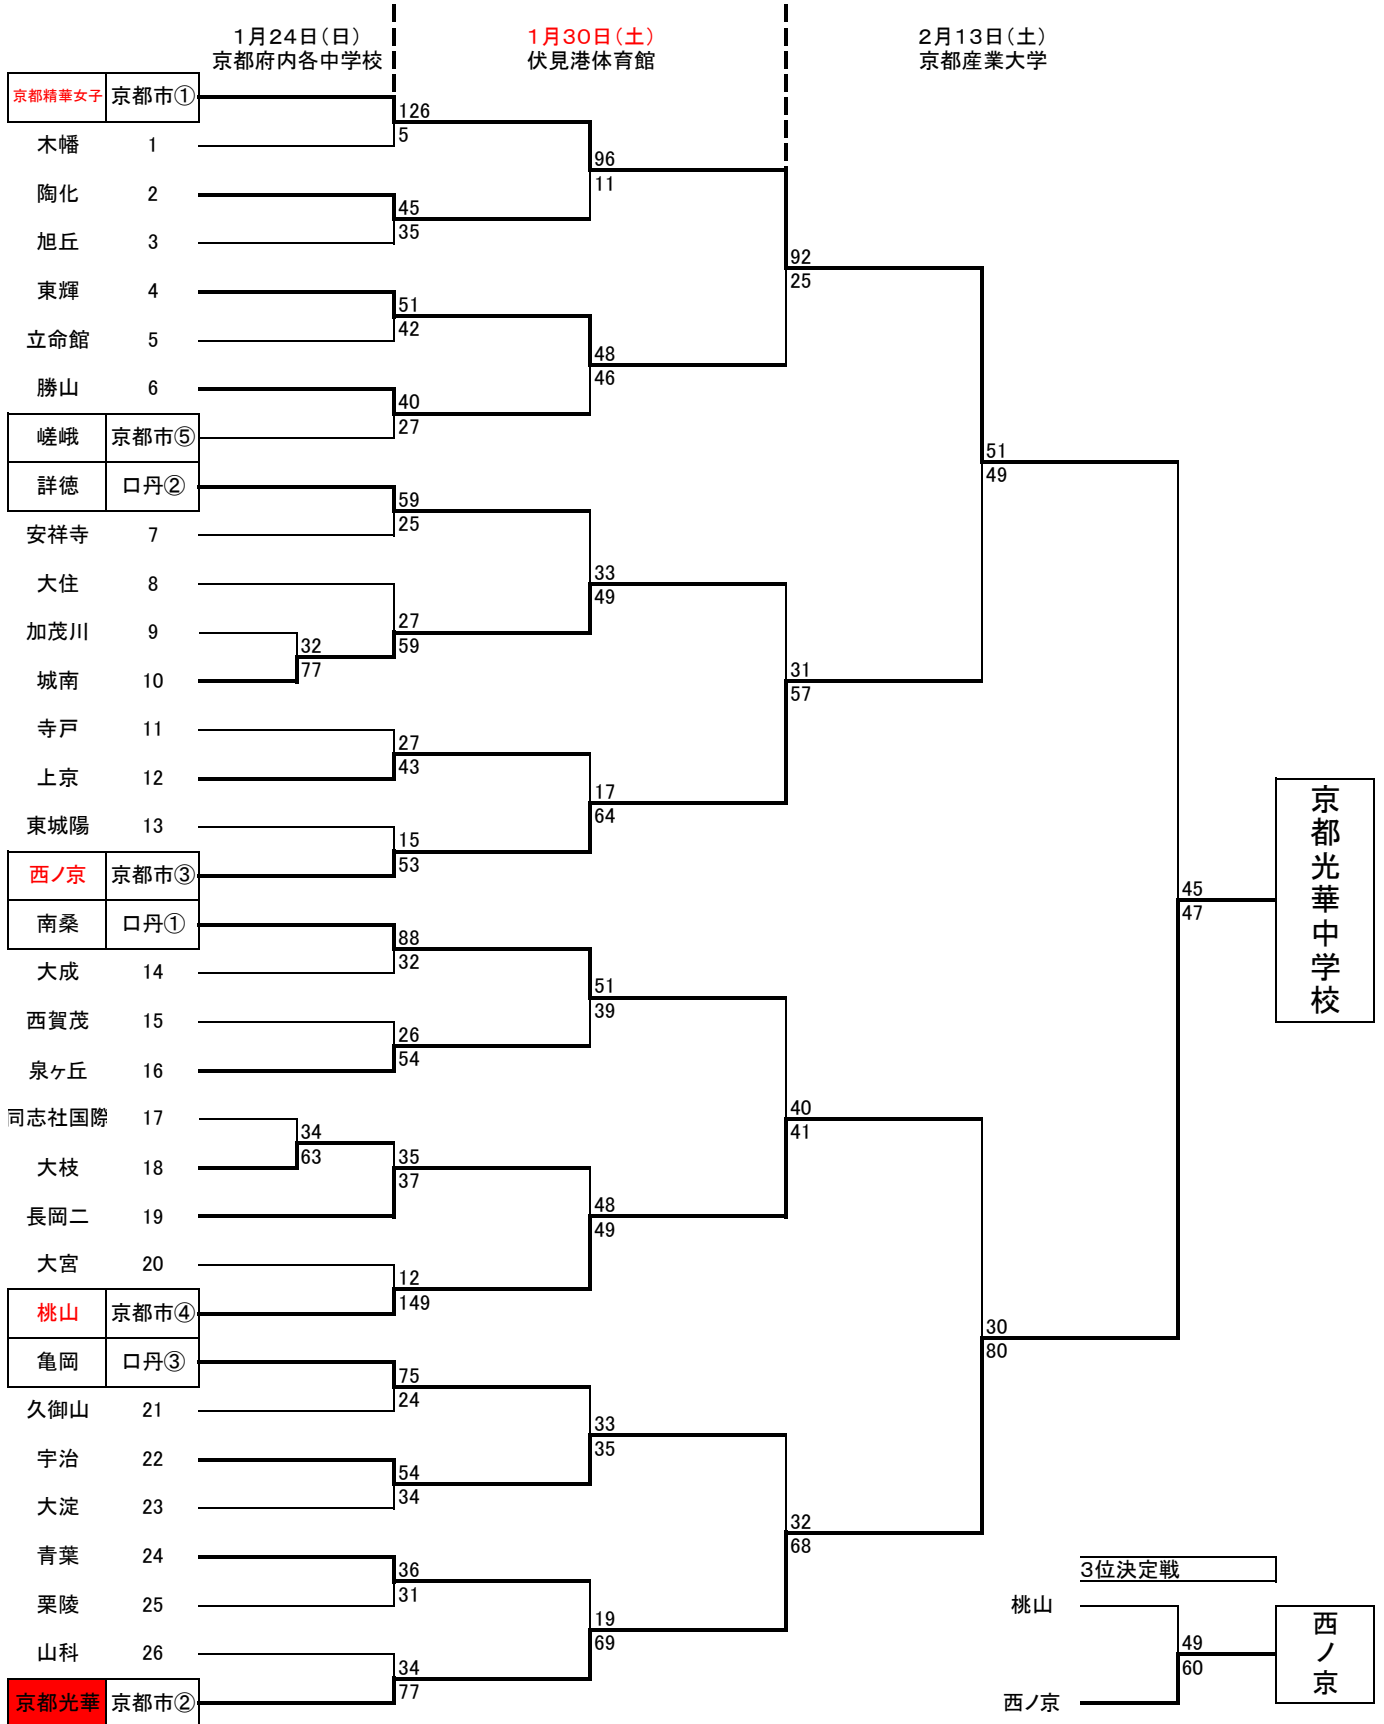 1月24日(日)
京都府内各中学校
1月30日(土)
伏見港体育館
2月13日(土)
京都産業大学
京都精華女子 京都市①
126
木幡 1
5
96
11
陶化 2
45
旭丘 3
35
92
25
東輝 4
51
立命館 5
42
48
46
勝山 6
40
嵯峨 京都市⑤
27
51
49
詳徳 口丹②
59
安祥寺 7
25
33
49
大住 8
27
59
加茂川 9
32
城南 10
77
31
57
寺戸 11
27
上京 12
43
17
64
東城陽 13
15
西ノ京 京都市③
53
45
47
京都光華中学校
南桑 口丹①
88
大成 14
32
51
39
西賀茂 15
26
泉ヶ丘 16
54
40
41
同志社国際 17
34
大枝 18
63
35
37
長岡二 19
48
49
大宮 20
12
桃山 京都市④
149
30
80
亀岡 口丹③
75
久御山 21
24
33
35
宇治 22
54
大淀 23
34
32
68
青葉 24
36
栗陵 25
31
19
69
山科 26
34
京都光華 京都市②
77
3位決定戦
桃山
49
60
西ノ京
西ノ京